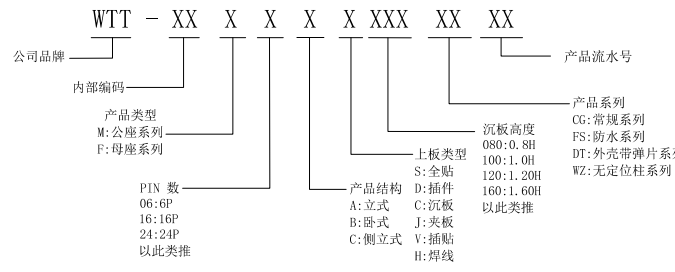 WTT - XX X X X X XXX XX XX
公司品牌
内部编码
产品类型
M:公座系列
F:母座系列
PIN 数
06:6P
16:16P
24:24P
以此类推
产品结构
A:立式
B:卧式
C:侧立式
上板类型
S:全贴
D:插件
C:沉板
J:夹板
V:插贴
H:焊线
沉板高度
080:0.8H
100:1.0H
120:1.20H
160:1.60H
以此类推
产品流水号
产品系列
CG:常规系列
FS:防水系列
DT:外壳带弹片系
WZ:无定位柱系列